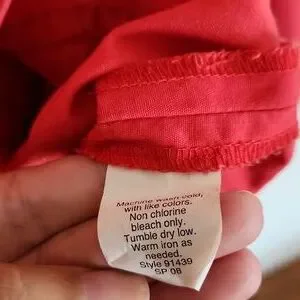 Machine wash cold,
with like colors.
Non chlorine
bleach only.
Tumble dry low.
Warm iron as
needed.
Style 91439
SP 08